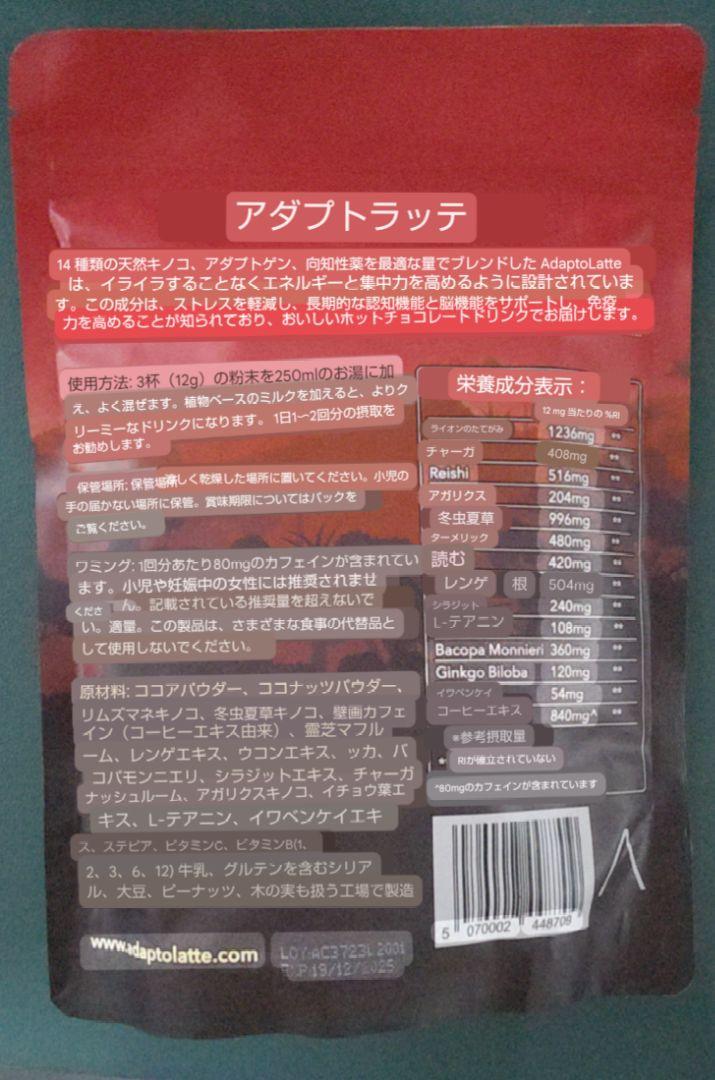 アダプトラッテ
14 種類の天然キノコ、アダプトゲン、向知性薬を最適な量でブレンドした AdaptoLatte
は、イライラすることなくエネルギーと集中力を高めるように設計されていま
す。この成分は、ストレスを軽減し、長期的な認知機能と脳機能をサポートし、免疫
力を高めることが知られており、おいしいホットチョコレートドリンクでお届けします。
使用方法: 3杯（12g）の粉末を250mlのお湯に加
え、よく混ぜます。植物ベースのミルクを加えると、よりク
リーミーなドリンクになります。 1日1〜2回分の摂取を
お勧めします。
保管場所; 保管場所 涼しく乾燥した場所に置いてください。小児の
手の届かない場所に保管。賞味期限についてはパックを
ご覧ください。
ワミング: 1回分あたり80mgのカフェインが含まれてい
ます。小児や妊娠中の女性には推奨されませ
ん。記載されている推奨量を超えないで
くださ
い。適量。この製品は、さまざまな食事の代替品と
して使用しないでください。
原材料: ココアパウダー、ココナッツパウダー、
リムズマネキノコ、冬虫夏草キノコ、壁画カフェ
イン（コーヒーエキス由来）、霊芝マフル
ーム、レンゲエキス、ウコンエキス、ッカ、バ
コパモンニエリ、シラジットエキス、チャーガ
ナッシュルーム、アガリクスキノコ、イチョウ葉エ
キス、L-テアニン、イワベンケイエキ
ス、ステビア、ビタミンC、ビタミンB(1、
2、3、6、12) 牛乳、グルテンを含むシリア
ル、大豆、ピーナッツ、木の実も扱う工場で製造
www.adaptolatte.com
LOT:AC3723L2001
EXP:19/12/2025
栄養成分表示：
12 mg 当たりの %RI
ライオンのたてがみ 1236mg **
チャーガ 408mg **
Reishi 516mg **
アガリクス 204mg **
冬虫夏草 996mg **
ターメリック 480mg **
読む 420mg **
レンゲ 根 504mg **
シラジット 240mg **
L-テアニン 108mg **
Bacopa Monnieri 360mg **
Ginkgo Biloba 120mg **
イワベンケイ 54mg **
コーヒーエキス 840mg^ **
※参考摂取量
* RIが確立されていない
^80mgのカフェインが含まれています
5 070002 448709